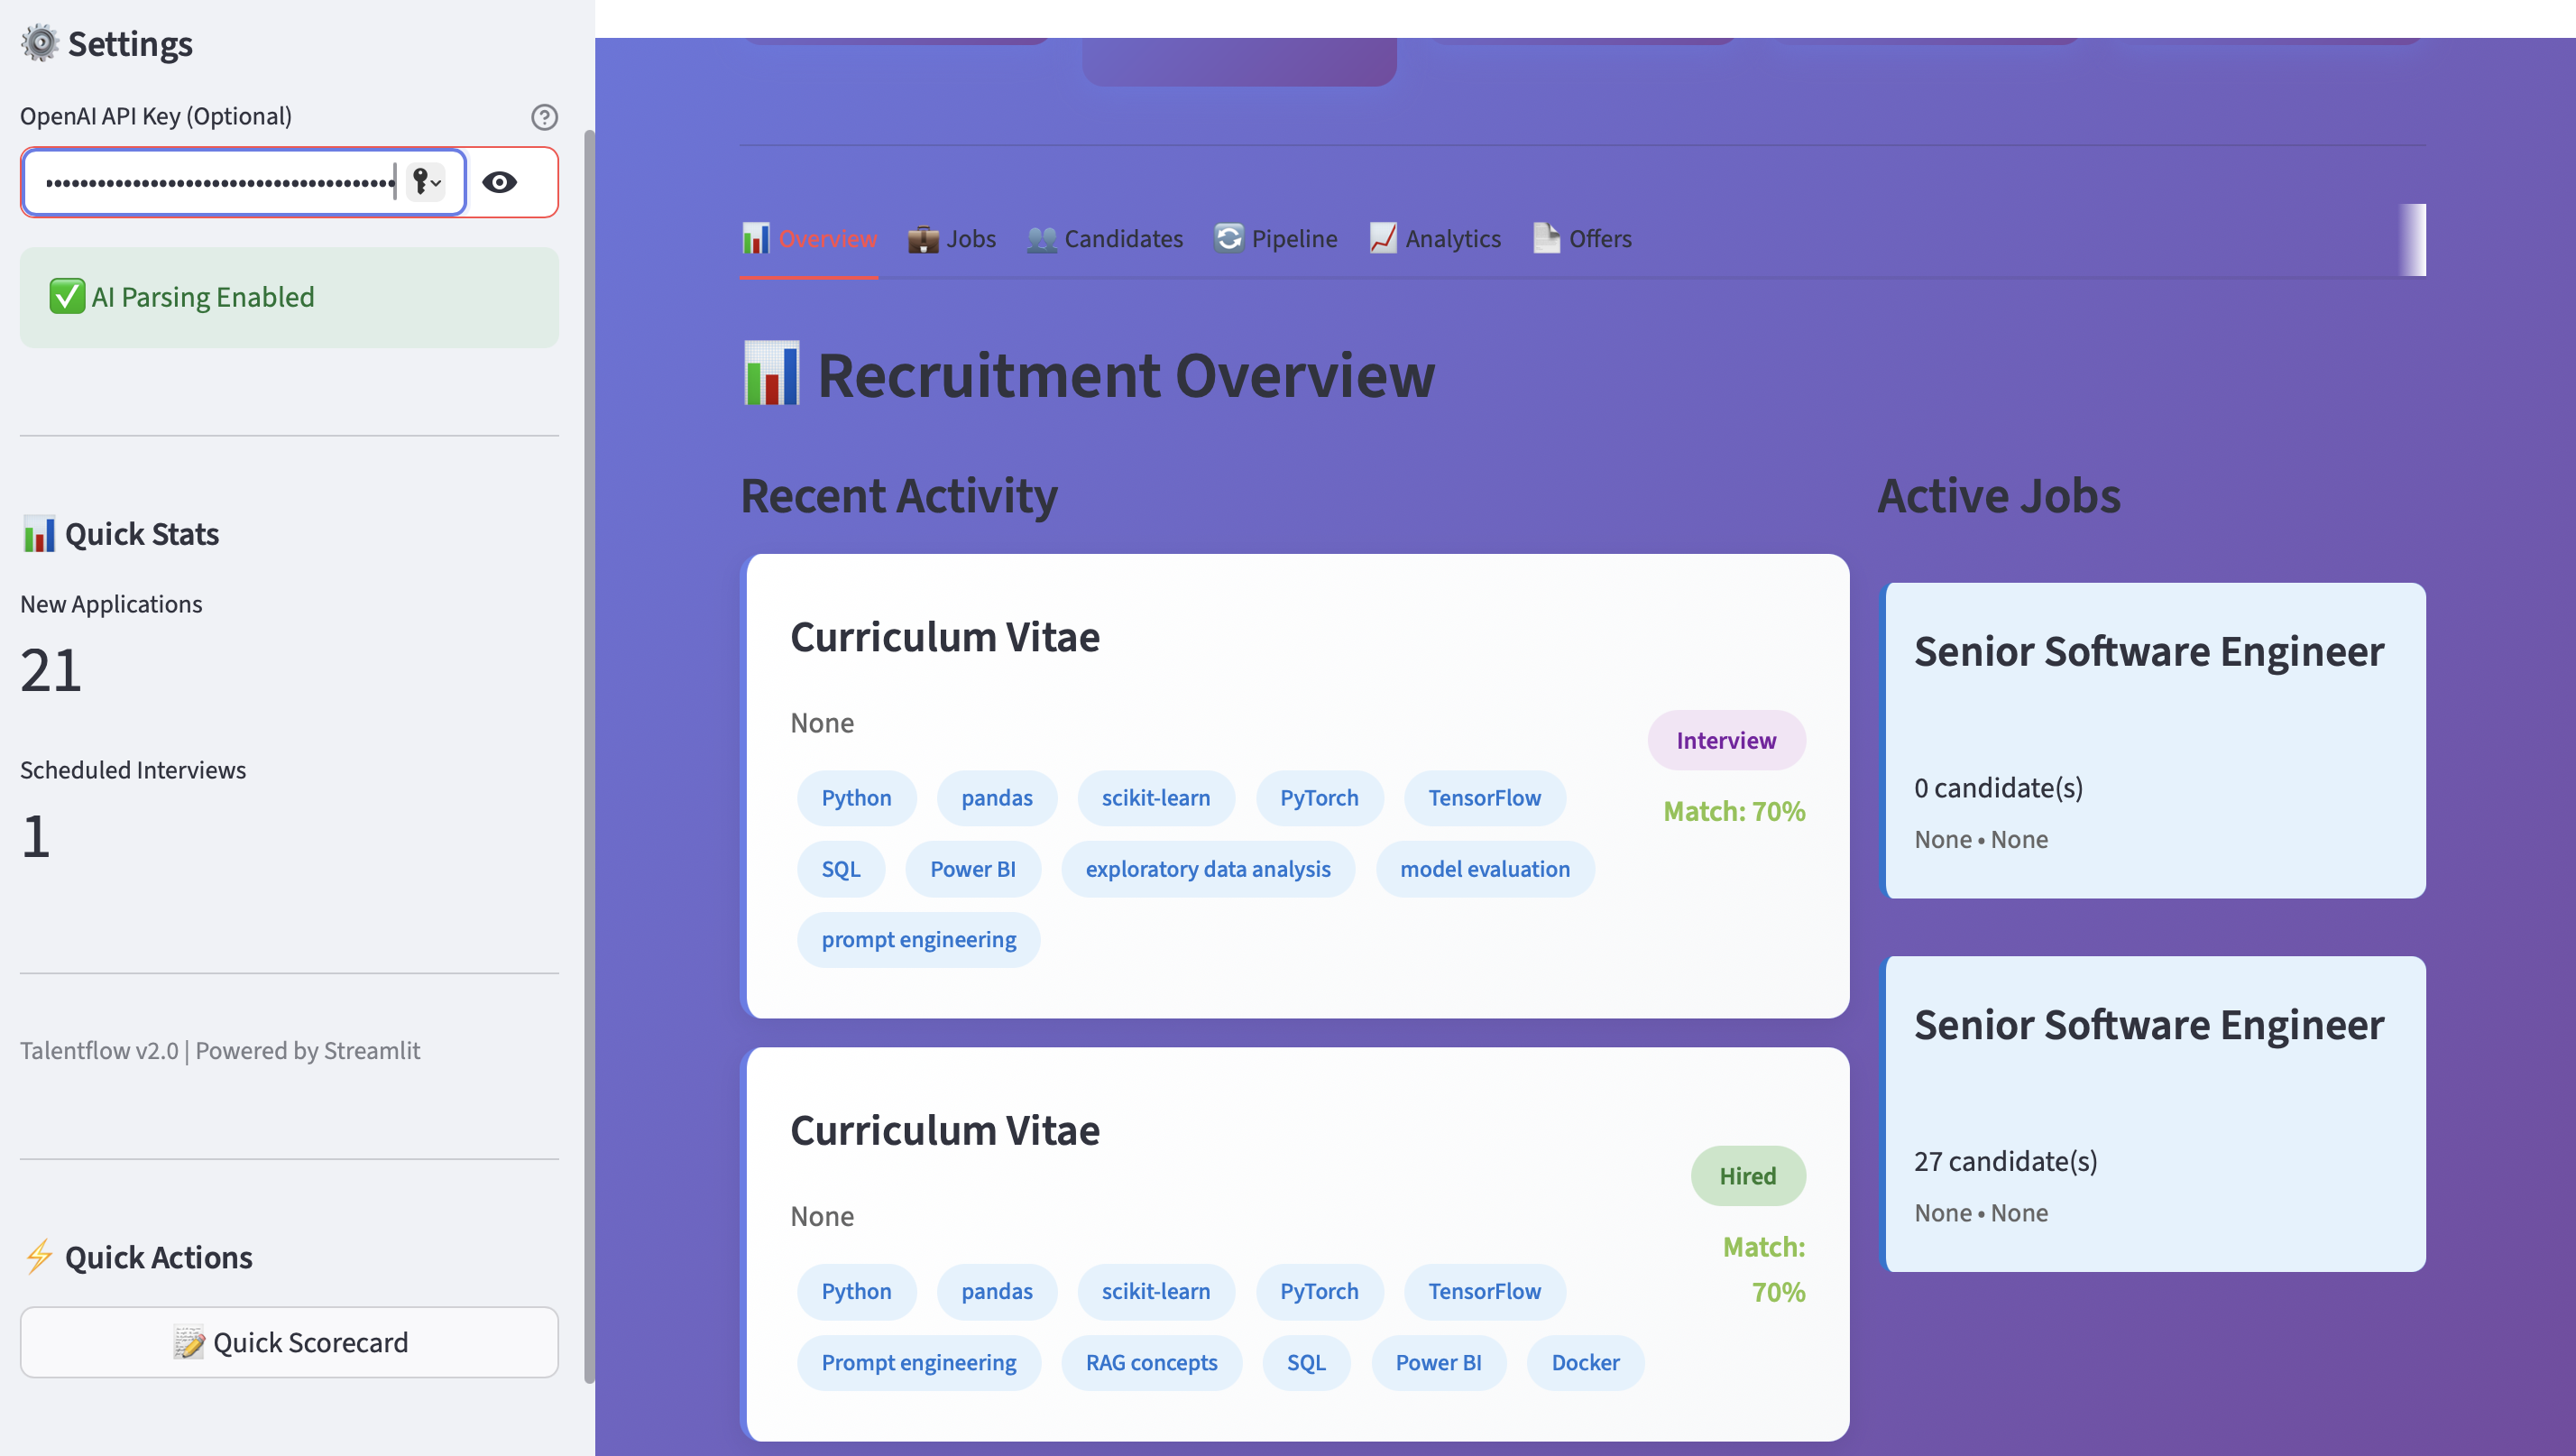 Settings
OpenAI API Key (Optional)
AI Parsing Enabled
Quick Stats
New Applications
21
Scheduled Interviews
1
Talentflow v2.0 | Powered by Streamlit
Quick Actions
Quick Scorecard
Overview
Jobs
Candidates
Pipeline
Analytics
Offers
Recruitment Overview
Recent Activity
Curriculum Vitae
None
Interview
Match: 70%
Python
pandas
scikit-learn
PyTorch
TensorFlow
SQL
Power BI
exploratory data analysis
model evaluation
prompt engineering
Curriculum Vitae
None
Hired
Match:
70%
Python
pandas
scikit-learn
PyTorch
TensorFlow
Prompt engineering
RAG concepts
SQL
Power BI
Docker
Active Jobs
Senior Software Engineer
0 candidate(s)
None • None
Senior Software Engineer
27 candidate(s)
None • None